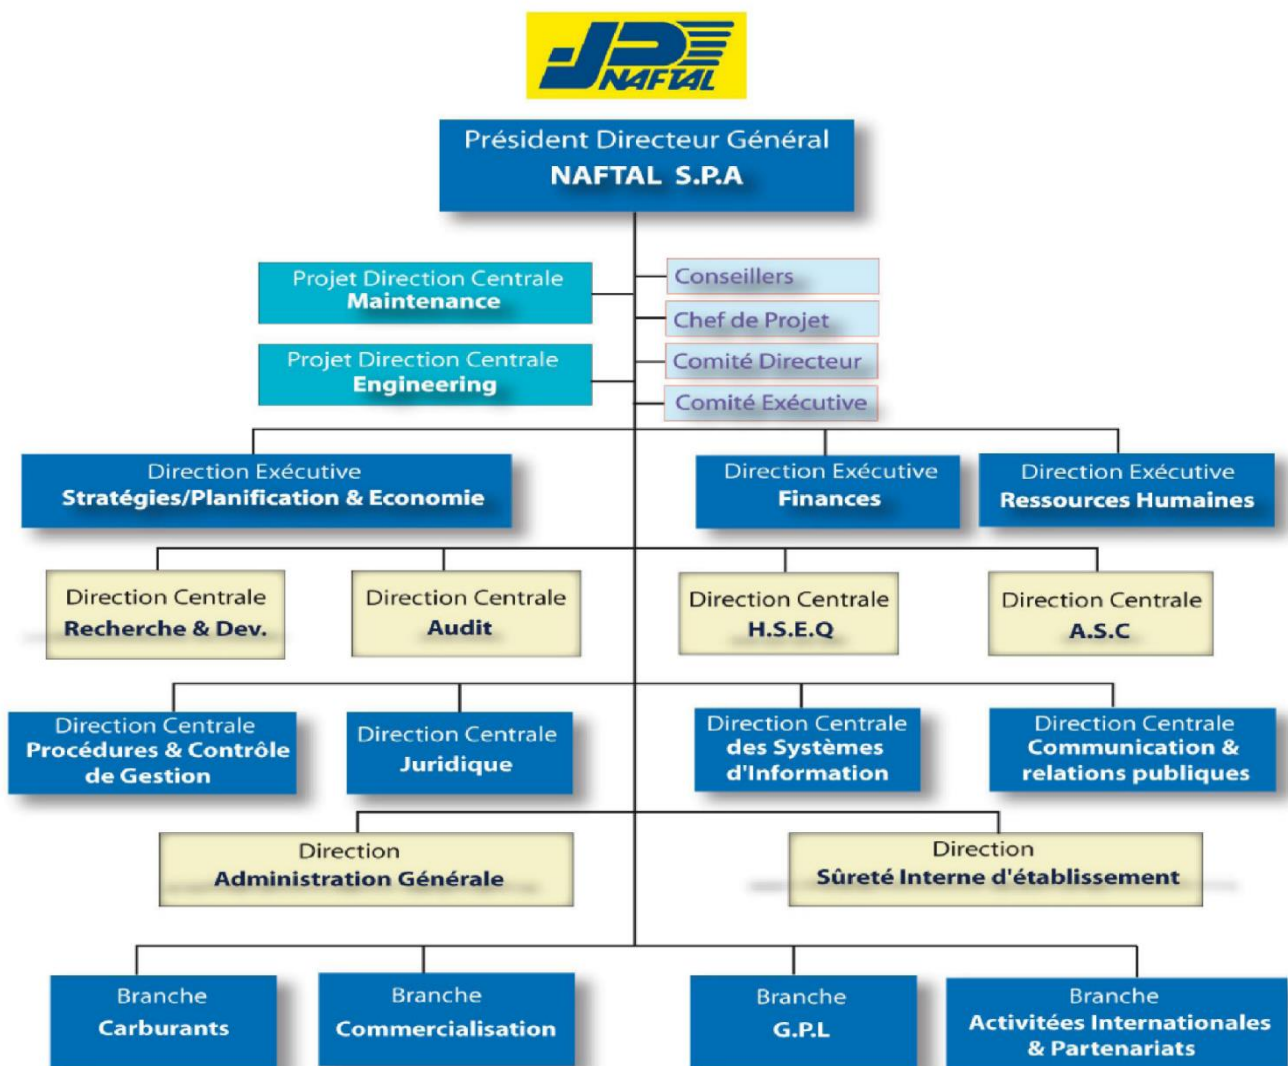 NAFTAL
Président Directeur Général
NAFTAL S.P.A
Projet Direction Centrale
Maintenance
Conseillers
Chef de Projet
Projet Direction Centrale
Engineering
Comité Directeur
Comité Exécutive
Direction Exécutive
Stratégies/Planification & Economie
Direction Exécutive
Finances
Direction Exécutive
Ressources Humaines
Direction Centrale
Recherche & Dev.
Direction Centrale
Audit
Direction Centrale
H.S.E.Q
Direction Centrale
A.S.C
Direction Centrale
Procédures & Contrôle
de Gestion
Direction Centrale
Juridique
Direction Centrale
des Systèmes
d'Information
Direction Centrale
Communication &
relations publiques
Direction
Administration Générale
Direction
Sûreté Interne d'établissement
Branche
Carburants
Branche
Commercialisation
Branche
G.P.L
Branche
Activitées Internationales
& Partenariats